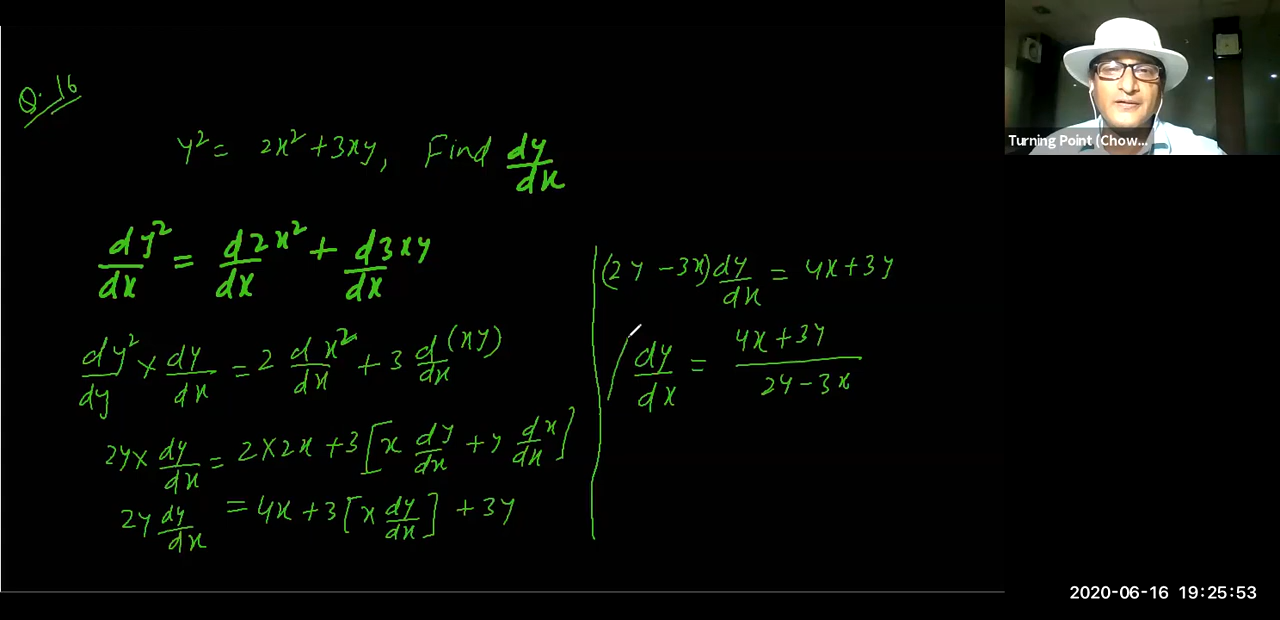 Q.16
y² = 2x² + 3xy, Find dy/dx
dy²/dx = d2x²/dx + d3xy/dx
dy²/dy × dy/dx = 2 dx²/dx + 3 d(xy)/dx
2y × dy/dx = 2×2x + 3[x dy/dx + y dx/dx]
2y dy/dx = 4x + 3[x dy/dx] + 3y
(2y - 3x) dy/dx = 4x + 3y
dy/dx = 4x + 3y / 2y - 3x
Turning Point (Chow...
2020-06-16 19:25:53